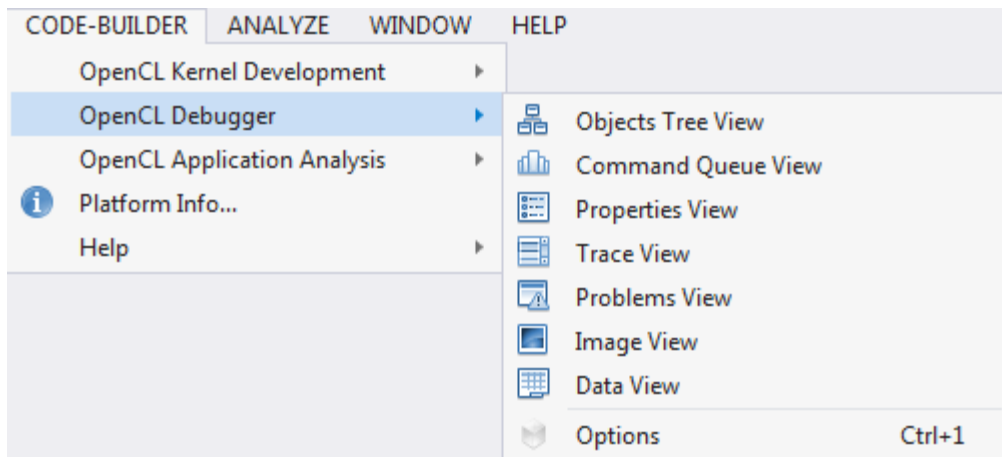 CODE-BUILDER ANALYZE WINDOW HELP
OpenCL Kernel Development
OpenCL Debugger
OpenCL Application Analysis
Platform Info...
Help
Objects Tree View
Command Queue View
Properties View
Trace View
Problems View
Image View
Data View
Options Ctrl+1